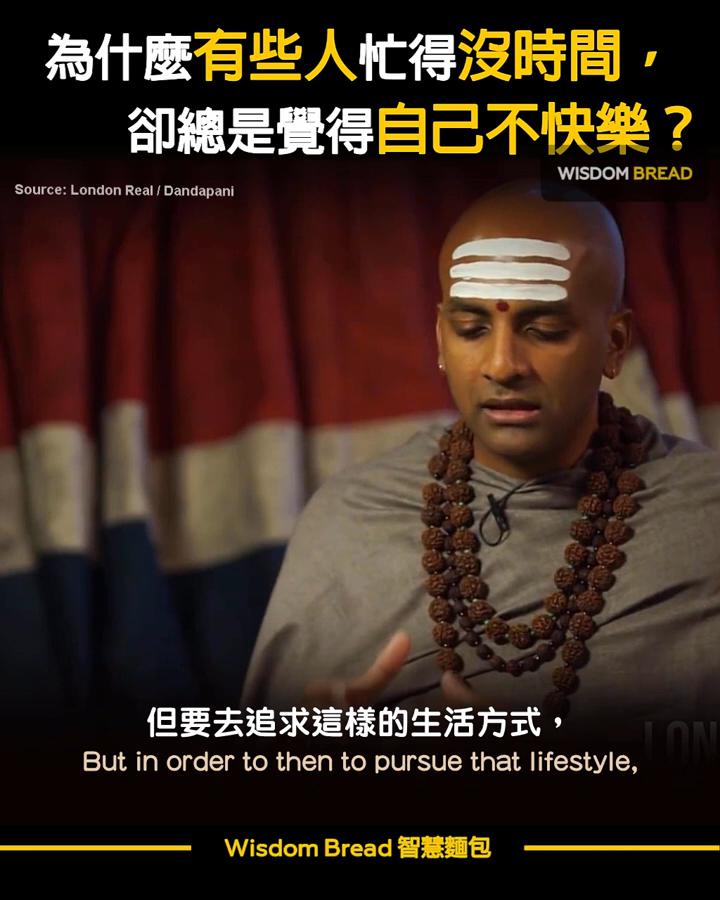 為什麼有些人忙得沒時間，
卻總是覺得自己不快樂？
WISDOM BREAD
Source: London Real / Dandapani
但要去追求這樣的生活方式，
LON
But in order to then to pursue that lifestyle,
Wisdom Bread 智慧麵包